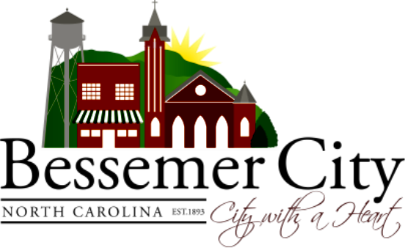 Bessemer City
NORTH CAROLINA EST.1893
City with a Heart